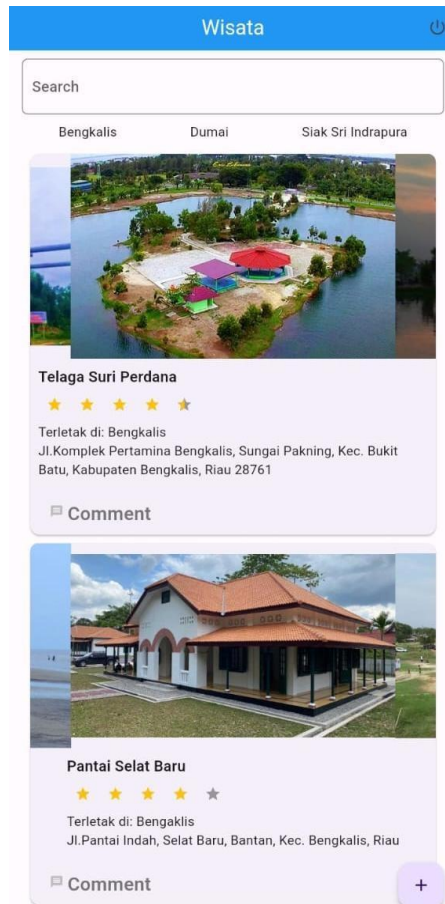 Wisata
Search
Bengkalis Dumai Siak Sri Indrapura
Telaga Suri Perdana
Terletak di: Bengkalis
Jl.Komplek Pertamina Bengkalis, Sungai Pakning, Kec. Bukit
Batu, Kabupaten Bengkalis, Riau 28761
Comment
Pantai Selat Baru
Terletak di: Bengaklis
Jl.Pantai Indah, Selat Baru, Bantan, Kec. Bengkalis, Riau
Comment
+